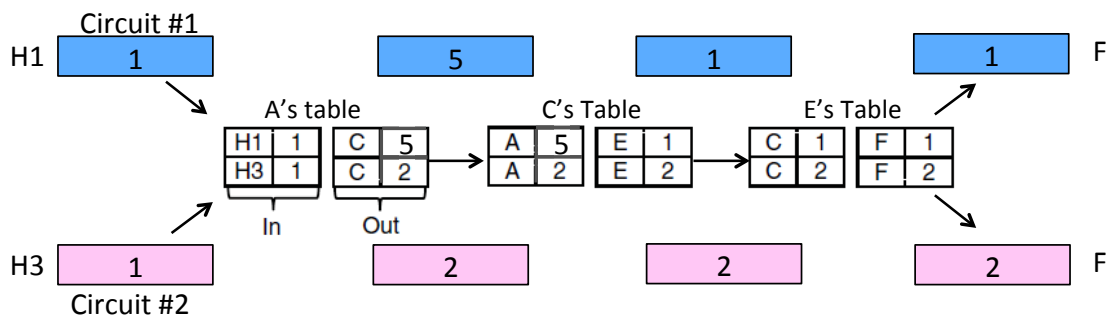 Circuit #1
H1 1 5 1 1 F
A's table C's Table E's Table
H1 1 C 5 A 5 E 1 C 1 F 1
H3 1 C 2 A 2 E 2 C 2 F 2
In Out
H3 1 2 2 2 F
Circuit #2